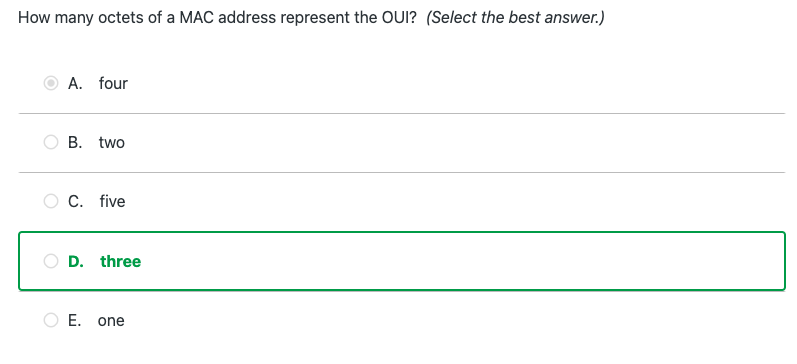 How many octets of a MAC address represent the OUI? (Select the best answer.)
A. four
B. two
C. five
D. three
E. one